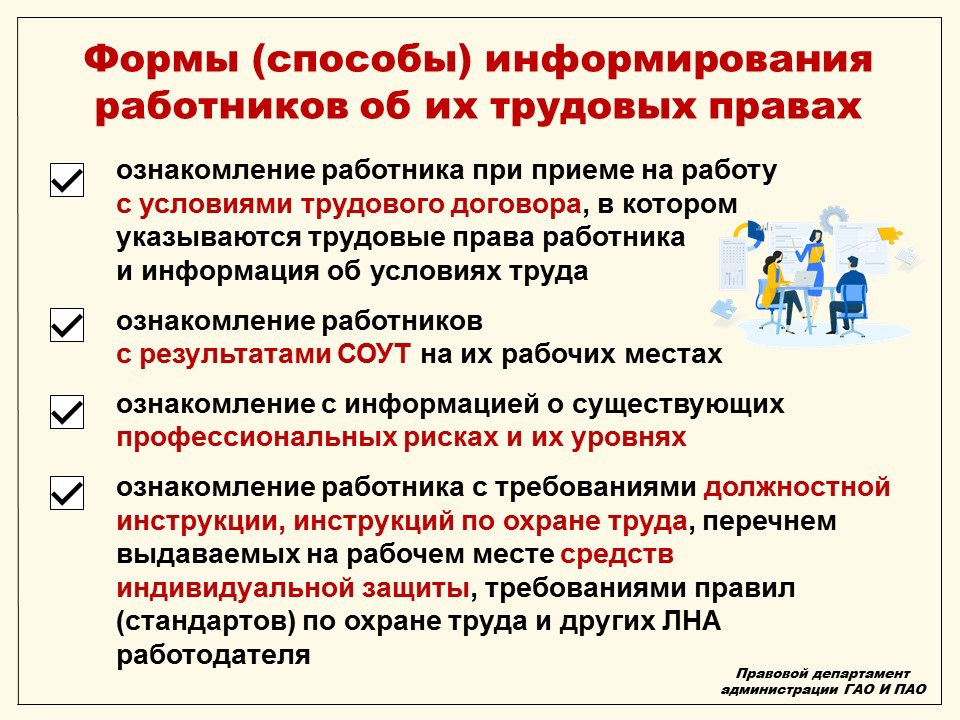 Формы (способы) информирования
работников об их трудовых правах
ознакомление работника при приеме на работу
с условиями трудового договора, в котором
указываются трудовые права работника
и информация об условиях труда
ознакомление работников
с результатами СОУТ на их рабочих местах
ознакомление с информацией о существующих
профессиональных рисках и их уровнях
ознакомление работника с требованиями должностной
инструкции, инструкций по охране труда, перечнем
выдаваемых на рабочем месте средств
индивидуальной защиты, требованиями правил
(стандартов) по охране труда и других ЛНА
работодателя
Правовой департамент
администрации ГАО И ПАО